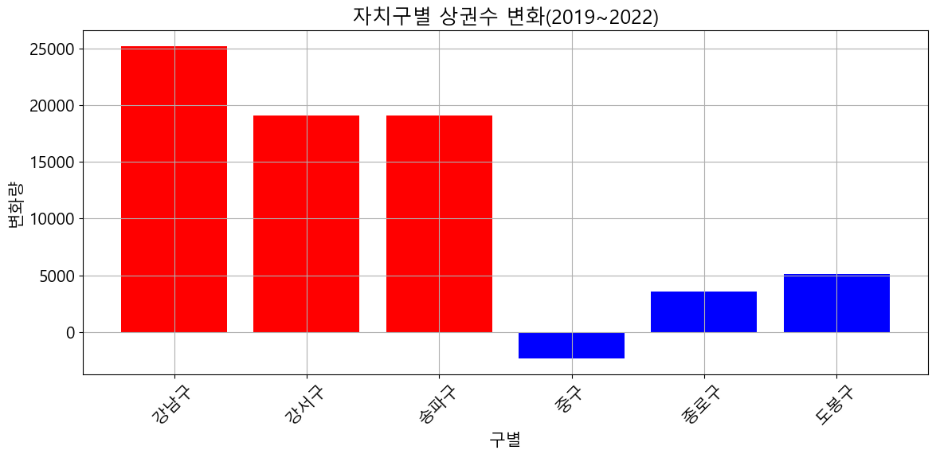 자치구별 상권수 변화(2019~2022)
변화량
25000
20000
15000
10000
5000
0
강남구
강서구
송파구
중구
종로구
도봉구
구별